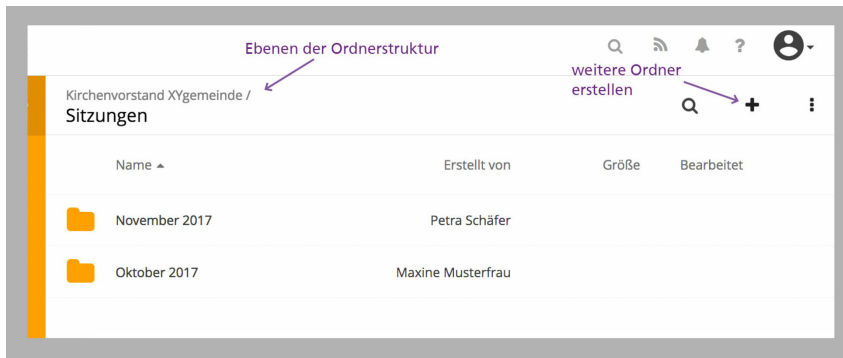 Ebenen der Ordnerstruktur
?
weitere Ordner
erstellen
Kirchenvorstand XYgemeinde /
Sitzungen
Name Erstellt von Größe Bearbeitet
November 2017 Petra Schäfer
Oktober 2017 Maxine Musterfrau